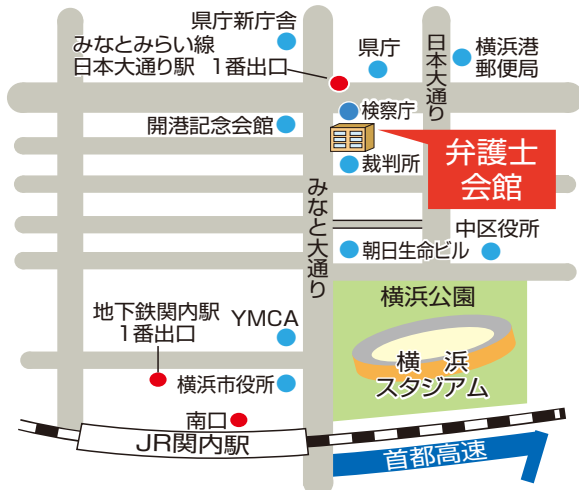 県庁新庁舎
みなとみらい線
日本大通り駅 1番出口
県庁
日本大通り
横浜港
郵便局
検察庁
開港記念会館
弁護士
会館
裁判所
みなと大通り
中区役所
朝日生命ビル
横浜公園
地下鉄関内駅
1番出口
YMCA
横浜
スタジアム
横浜市役所
南口
JR関内駅
首都高速